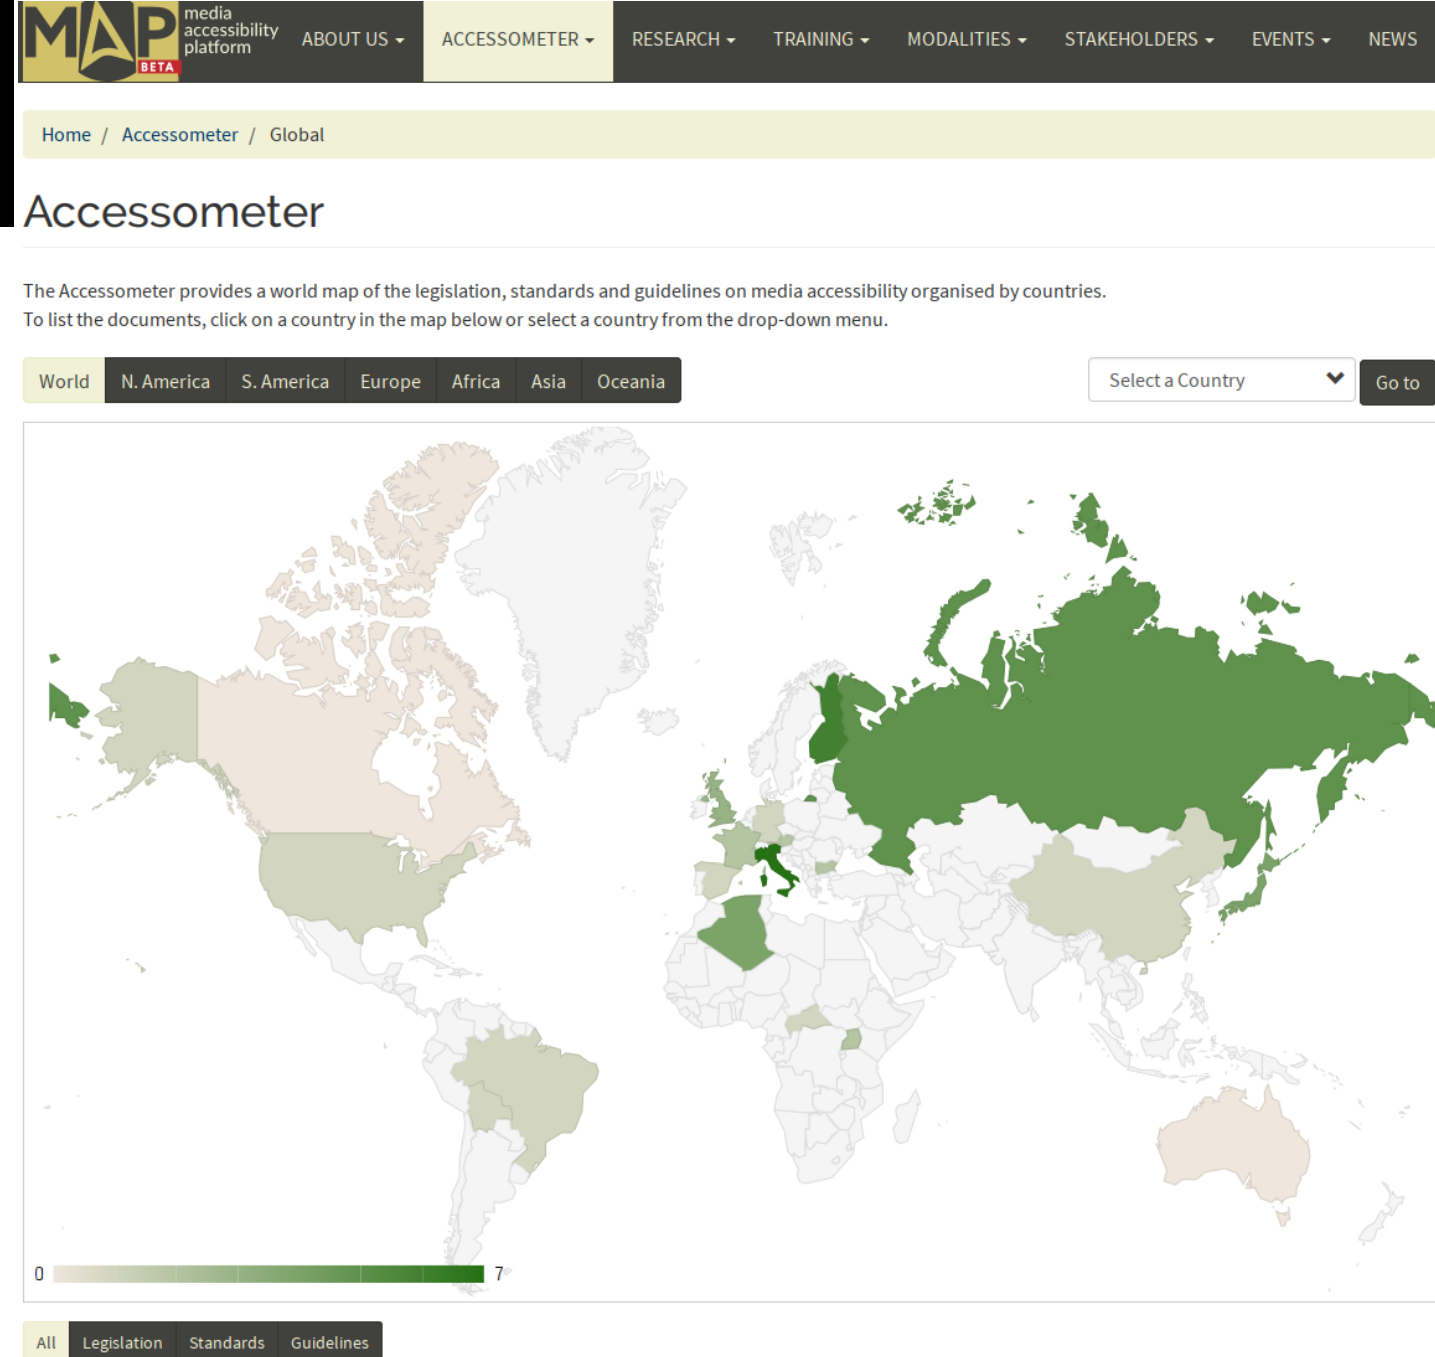 MAP
BETA
media
accessibility
platform
ABOUT US
ACCESSOMETER
RESEARCH
TRAINING
MODALITIES
STAKEHOLDERS
EVENTS
NEWS
Home / Accessometer / Global
Accessometer
The Accessometer provides a world map of the legislation, standards and guidelines on media accessibility organised by countries.
To list the documents, click on a country in the map below or select a country from the drop-down menu.
World N. America S. America Europe Africa Asia Oceania
Select a Country
Go to
0 7
All Legislation Standards Guidelines